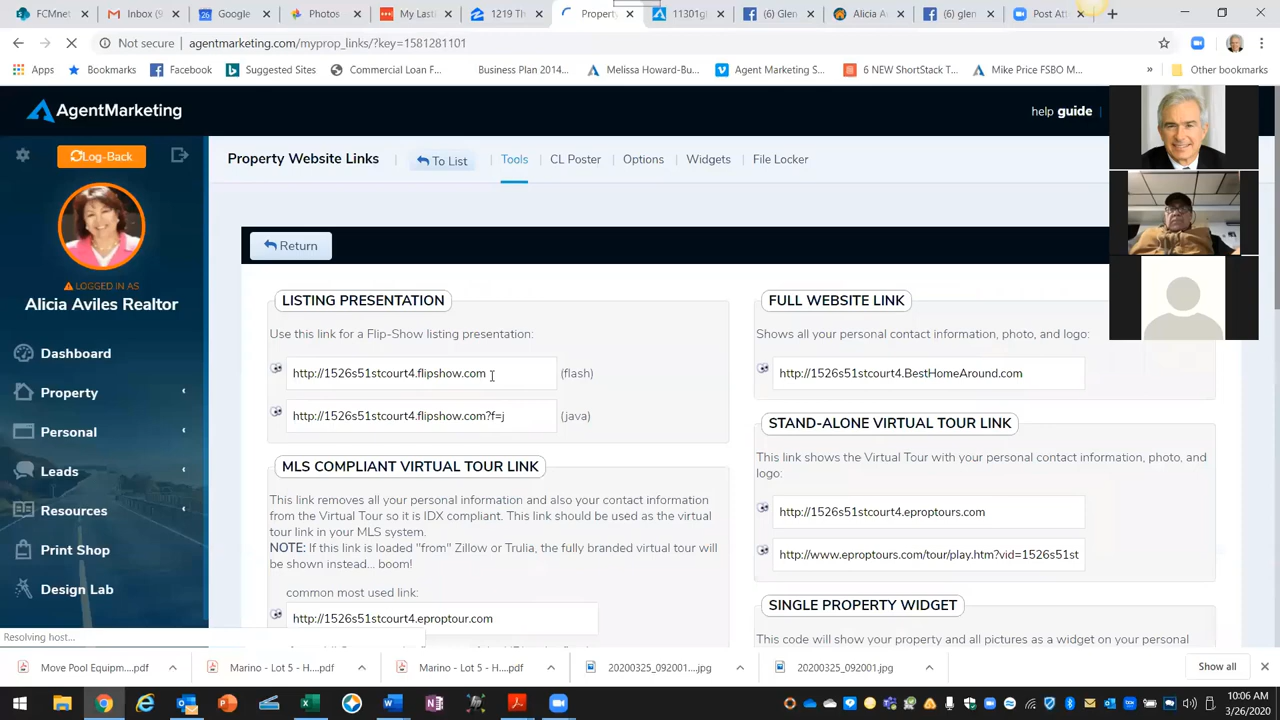 FCMnet
Inbox (9
Google
Photos
My Lasti
1219 Th
Property
11301gl
(6) Glen
Alicia Av
(6) glen
Post Att
Not secure | agentmarketing.com/myprop_links/?key=1581281101
Apps
Bookmarks
Facebook
Suggested Sites
Commercial Loan F...
Business Plan 2014...
Melissa Howard-Bu...
Agent Marketing S...
6 NEW ShortStack T...
Mike Price FSBO M...
»
Other bookmarks
AgentMarketing
help guide
Log-Back
Property Website Links
To List
Tools
CL Poster
Options
Widgets
File Locker
LOGGED IN AS
Alicia Aviles Realtor
Dashboard
Property
Personal
Leads
Resources
Print Shop
Design Lab
Return
LISTING PRESENTATION
Use this link for a Flip-Show listing presentation:
http://1526s51stcourt4.flipshow.com (flash)
http://1526s51stcourt4.flipshow.com?f=j (java)
MLS COMPLIANT VIRTUAL TOUR LINK
This link removes all your personal information and also your contact information
from the Virtual Tour so it is IDX compliant. This link should be used as the virtual
tour link in your MLS system.
NOTE: If this link is loaded "from" Zillow or Trulia, the fully branded virtual tour will
be shown instead... boom!
common most used link:
http://1526s51stcourt4.eproptour.com
FULL WEBSITE LINK
Shows all your personal contact information, photo, and logo:
http://1526s51stcourt4.BestHomeAround.com
STAND-ALONE VIRTUAL TOUR LINK
This link shows the Virtual Tour with your personal contact information, photo, and
logo:
http://1526s51stcourt4.eproptours.com
http://www.eproptours.com/tour/play.htm?vid=1526s51st
SINGLE PROPERTY WIDGET
This code will show your property and all pictures as a widget on your personal
Resolving host...
Move Pool Equipm....pdf
Marino - Lot 5 - H....pdf
Marino - Lot 5 - H....pdf
20200325_092001....jpg
20200325_092001.jpg
Show all
10:06 AM
3/26/2020